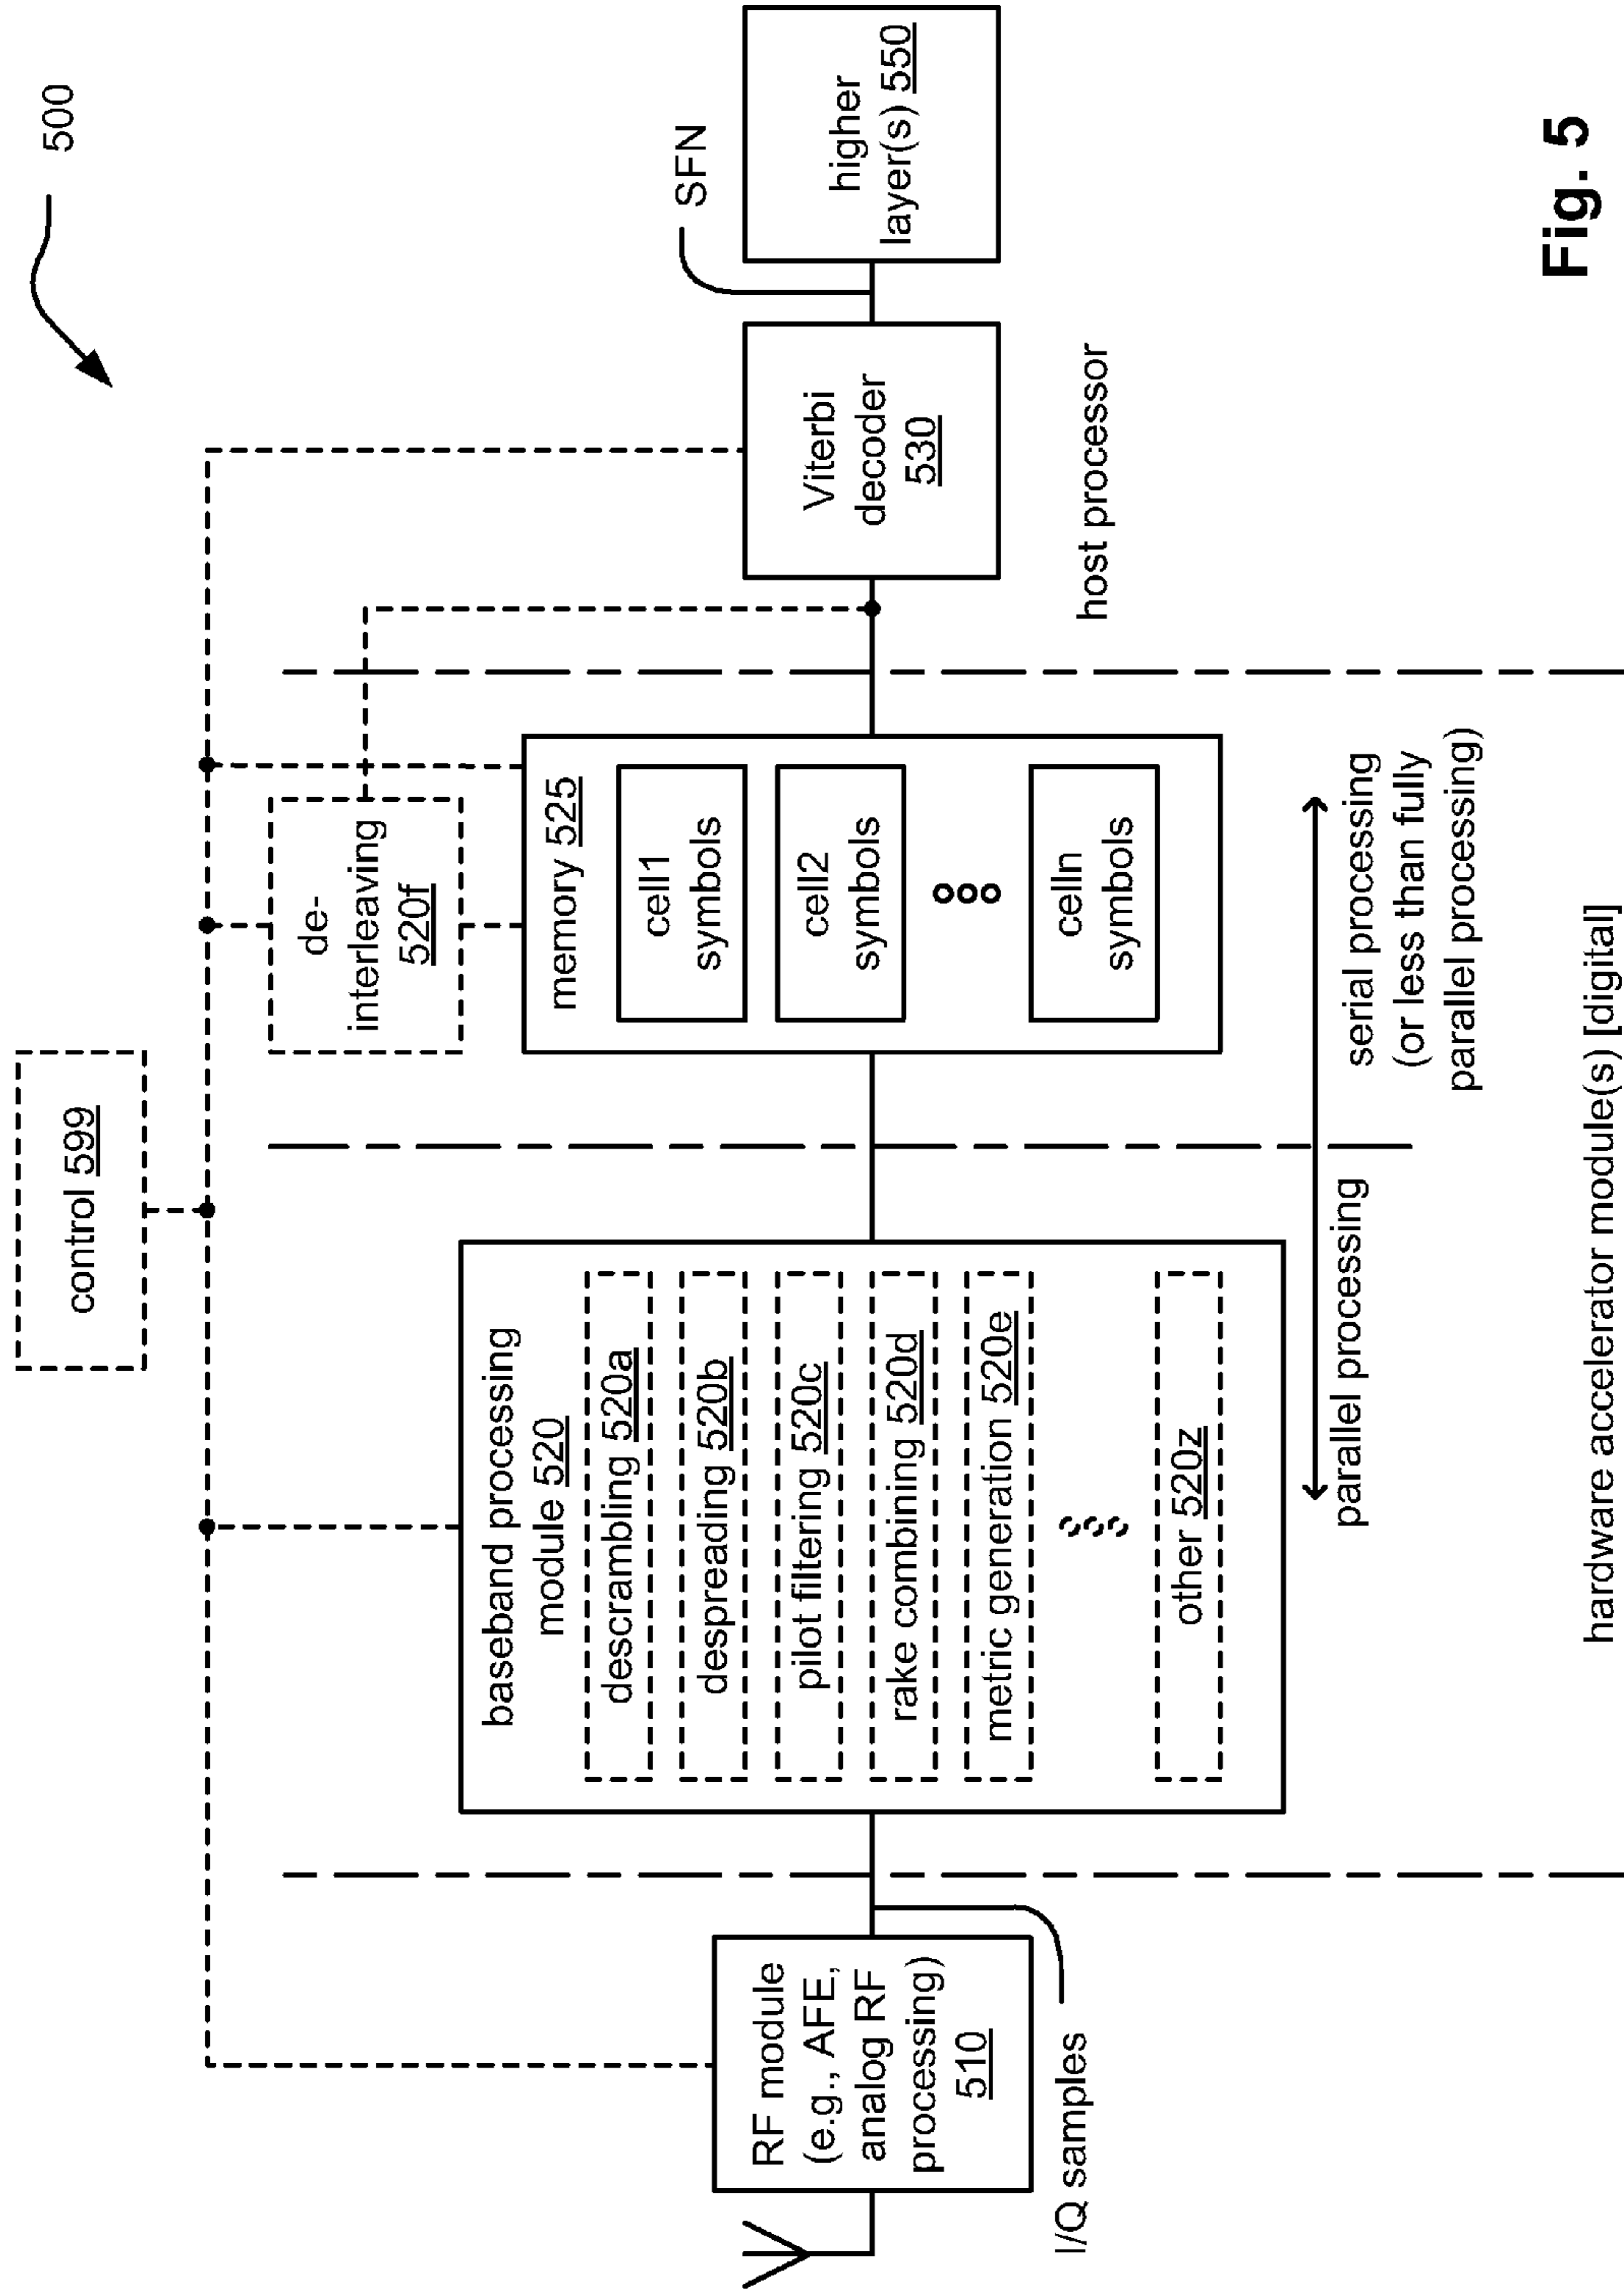 500
control 599
de-
interleaving
520f
RF module
(e.g., AFE,
analog RF
processing)
510
I/Q samples
baseband processing
module 520
descrambling 520a
despreading 520b
pilot filtering 520c
rake combining 520d
metric generation 520e
other 520z
memory 525
cell1
symbols
cell2
symbols
celln
symbols
Viterbi
decoder
530
SFN
higher
layer(s) 550
host processor
parallel processing
serial processing
(or less than fully
parallel processing)
hardware accelerator module(s) [digital]
Fig. 5